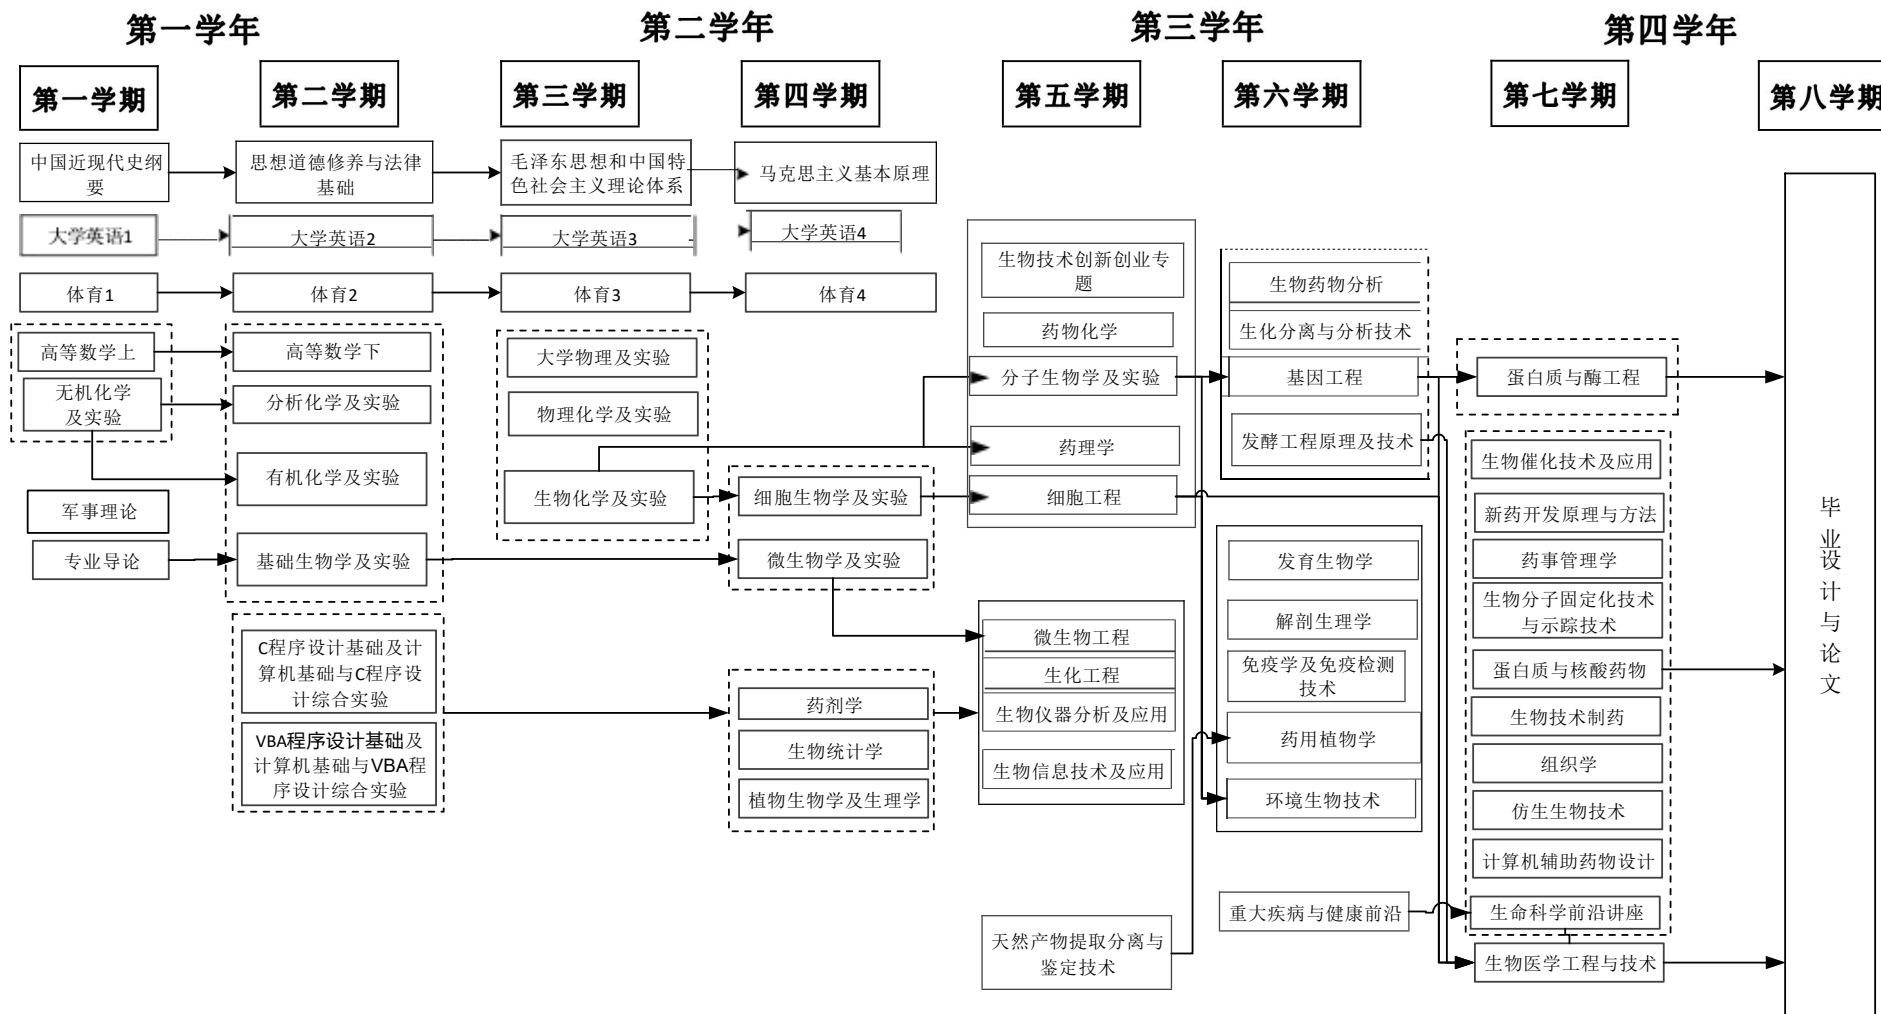 第一学年
第二学年
第三学年
第四学年
第一学期
第二学期
第三学期
第四学期
第五学期
第六学期
第七学期
第八学期
中国近现代史纲
要
思想道德修养与法律
基础
毛泽东思想和中国特
色社会主义理论体系
马克思主义基本原理
大学英语1
大学英语2
大学英语3
大学英语4
体育1
体育2
体育3
体育4
高等数学上
无机化学
及实验
军事理论
专业导论
高等数学下
分析化学及实验
有机化学及实验
基础生物学及实验
C程序设计基础及计
算机基础与C程序设
计综合实验
VBA程序设计基础及
计算机基础与VBA程
序设计综合实验
大学物理及实验
物理化学及实验
生物化学及实验
细胞生物学及实验
微生物学及实验
药剂学
生物统计学
植物生物学及生理学
生物技术创新创业专
题
药物化学
分子生物学及实验
药理学
细胞工程
微生物工程
生化工程
生物仪器分析及应用
生物信息技术及应用
天然产物提取分离与
鉴定技术
生物药物分析
生化分离与分析技术
基因工程
发酵工程原理及技术
发育生物学
解剖生理学
免疫学及免疫检测
技术
药用植物学
环境生物技术
重大疾病与健康前沿
蛋白质与酶工程
生物催化技术及应用
新药开发原理与方法
药事管理学
生物分子固定化技术
与示踪技术
蛋白质与核酸药物
生物技术制药
组织学
仿生生物技术
计算机辅助药物设计
生命科学前沿讲座
生物医学工程与技术
毕业设计与论文